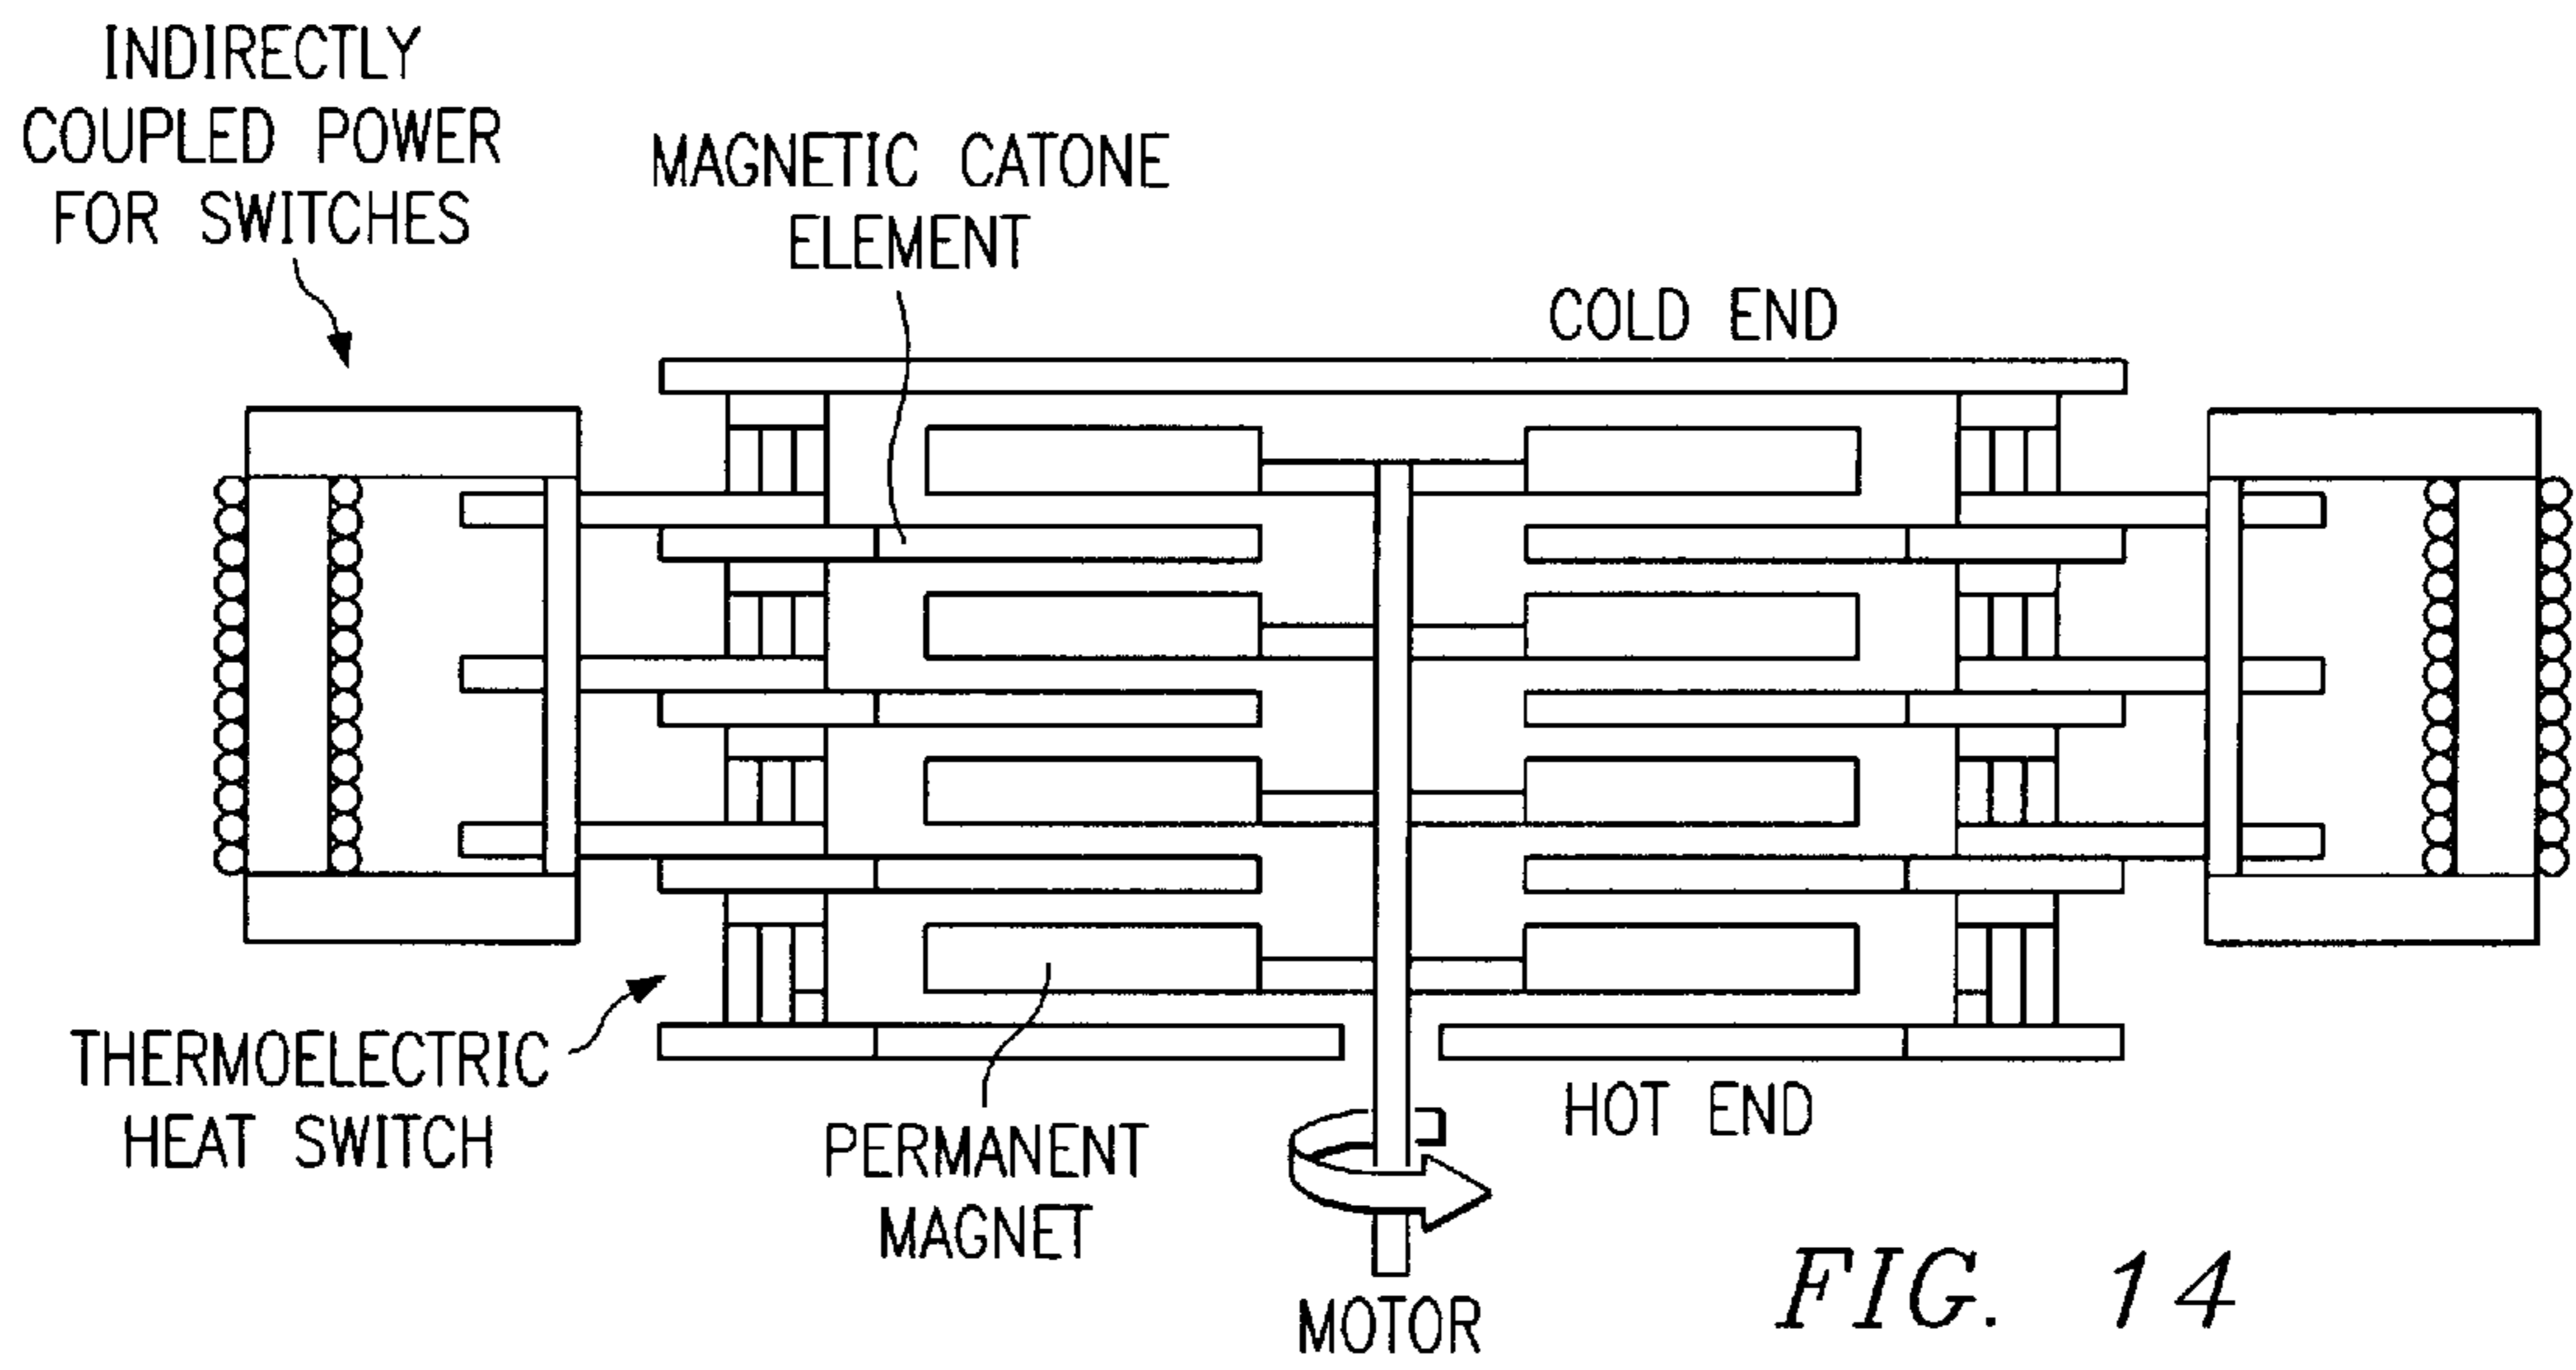 INDIRECTLY
COUPLED POWER
FOR SWITCHES
MAGNETIC CATONE
ELEMENT
COLD END
THERMOELECTRIC
HEAT SWITCH
PERMANENT
MAGNET
HOT END
MOTOR
FIG. 14